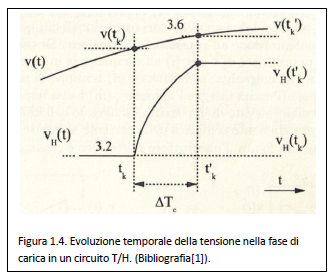 v(t_k) 3.6 v(t'_k)
v(t)
v_H(t'_k)
v_H(t) 3.2 v_H(t_k)
t_k t'_k t
ΔT_c
Figura 1.4. Evoluzione temporale della tensione nella fase di
carica in un circuito T/H. (Bibliografia[1]).